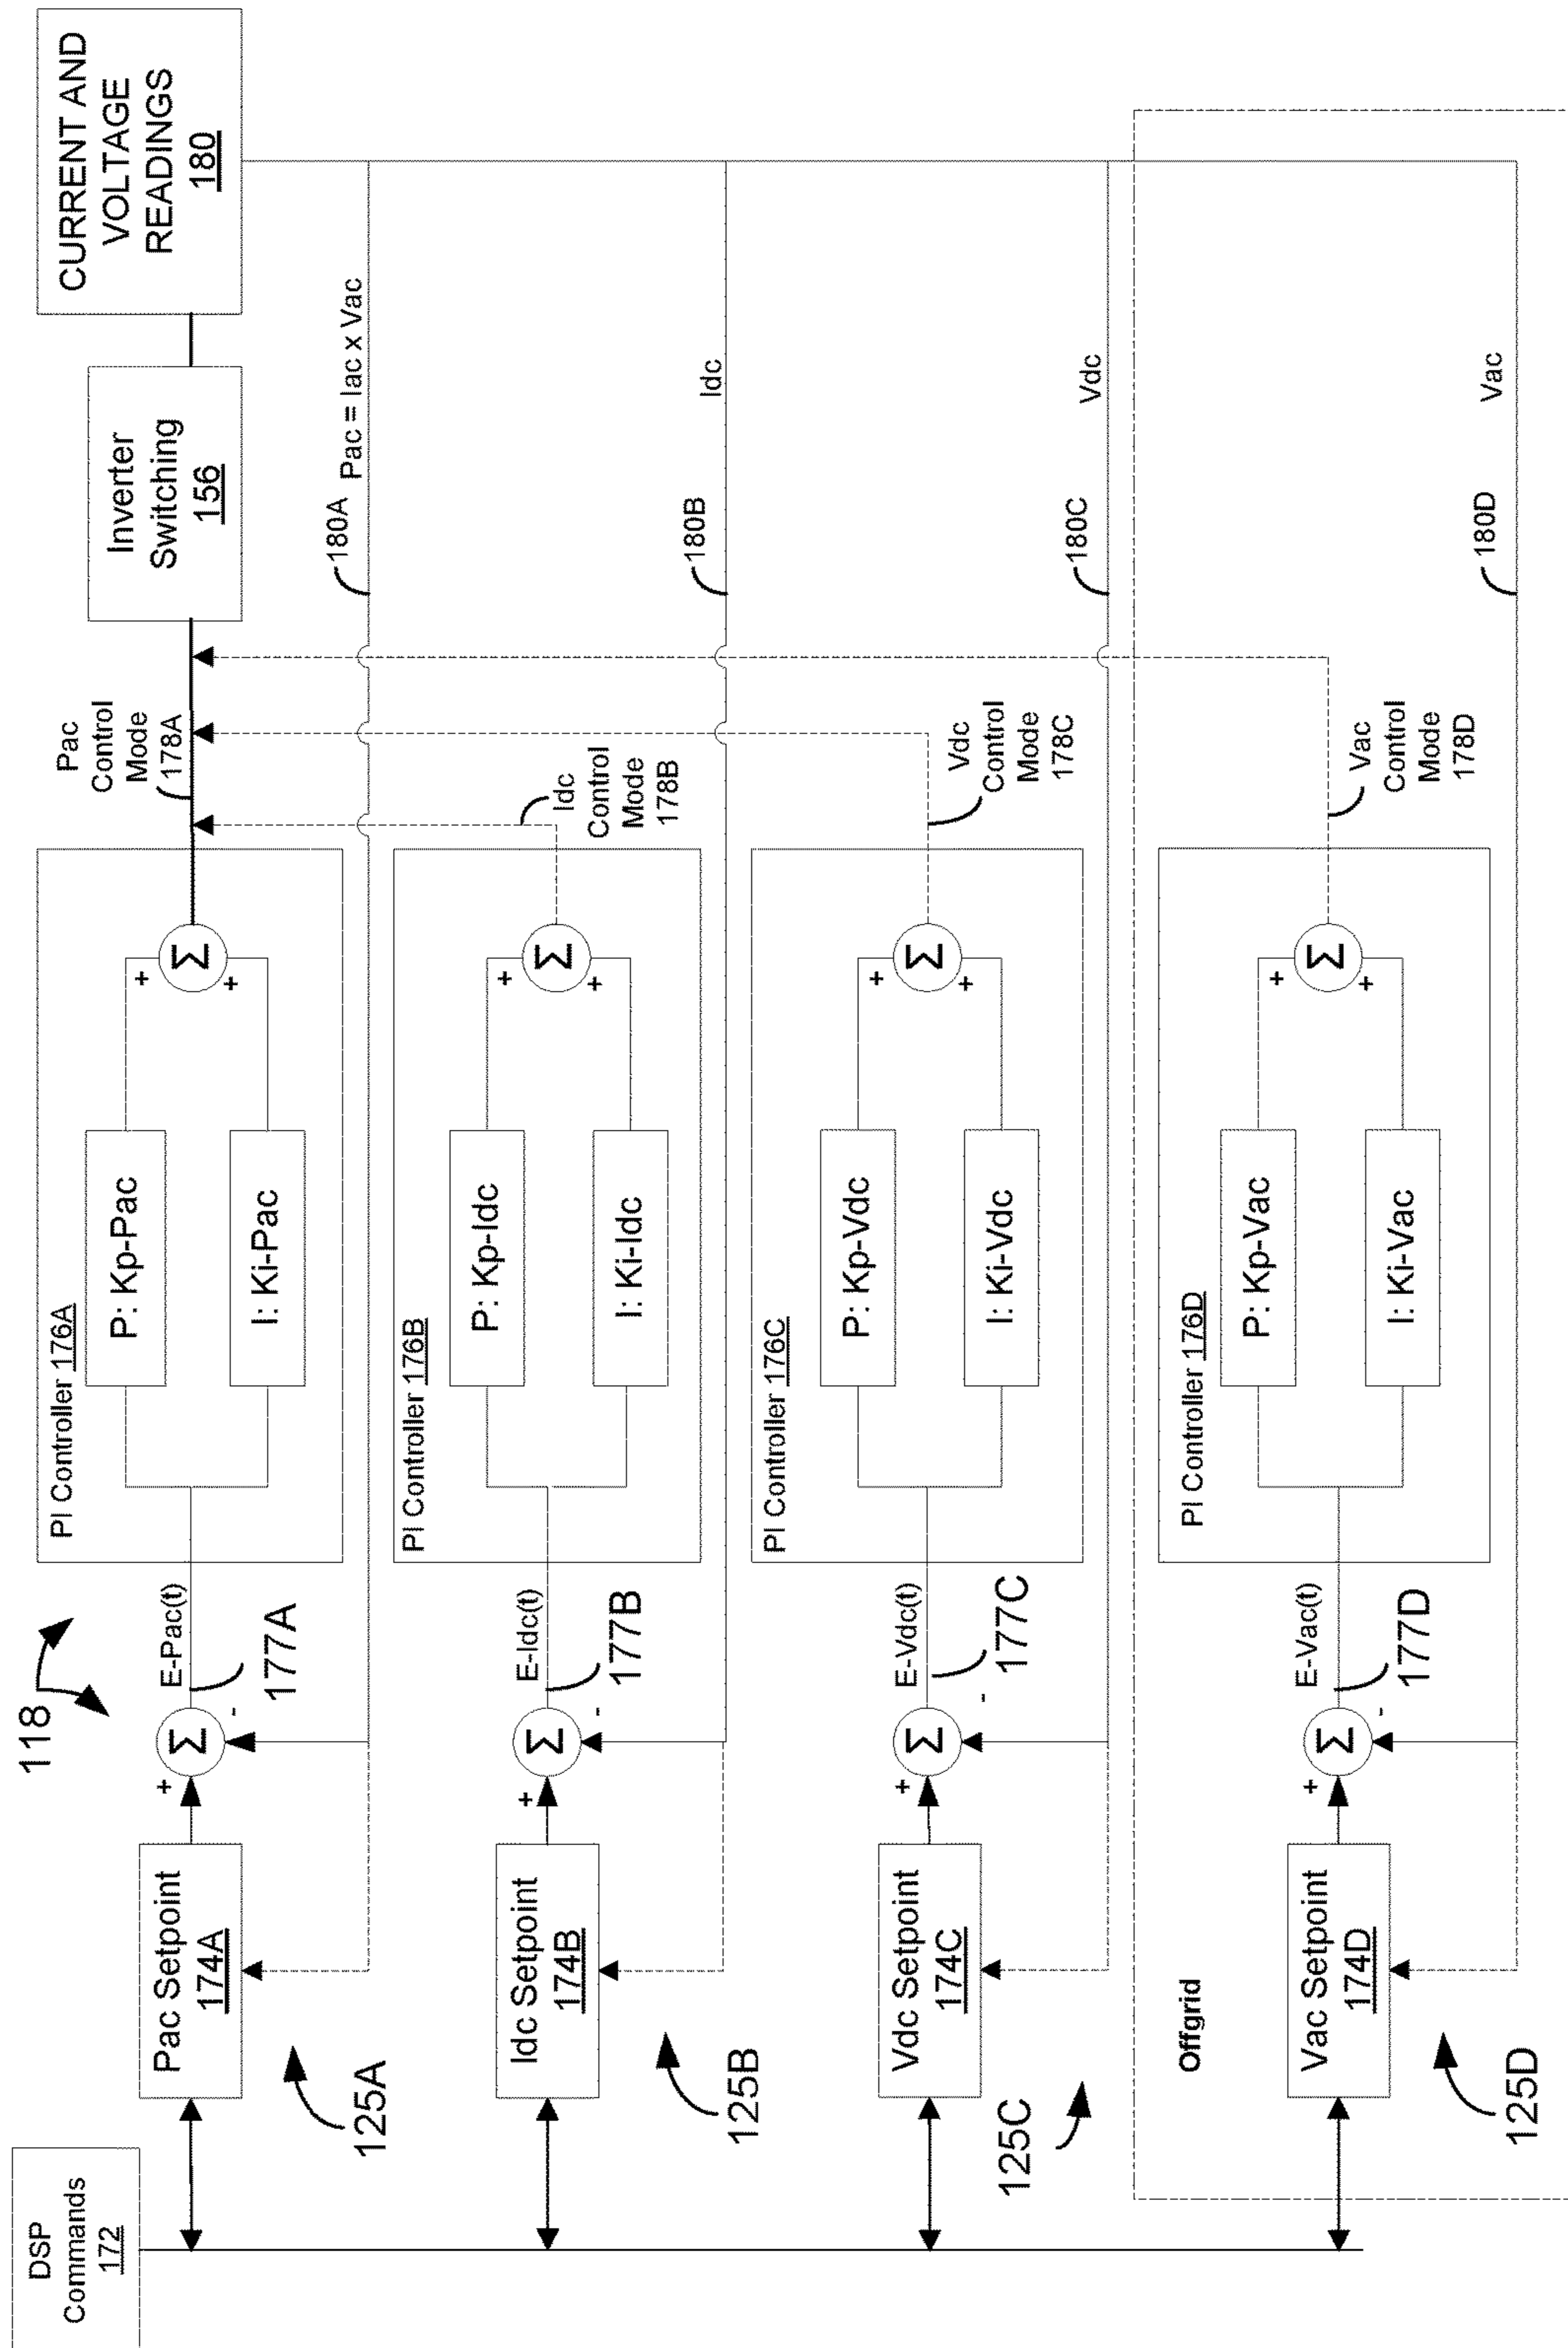 DSP
Commands
172
118
Pac Setpoint
174A
125A
+
Σ
-
E-Pac(t)
177A
PI Controller 176A
P: Kp-Pac
I: Ki-Pac
+
Σ
+
Pac
Control
Mode
178A
Inverter
Switching
156
CURRENT AND
VOLTAGE
READINGS
180
180A
Pac = Iac x Vac
Idc Setpoint
174B
125B
+
Σ
-
E-Idc(t)
177B
PI Controller 176B
P: Kp-Idc
I: Ki-Idc
+
Σ
+
Idc
Control
Mode
178B
180B
Idc
Vdc Setpoint
174C
125C
+
Σ
-
E-Vdc(t)
177C
PI Controller 176C
P: Kp-Vdc
I: Ki-Vdc
+
Σ
+
Vdc
Control
Mode
178C
180C
Vdc
Offgrid
Vac Setpoint
174D
125D
+
Σ
-
E-Vac(t)
177D
PI Controller 176D
P: Kp-Vac
I: Ki-Vac
+
Σ
+
Vac
Control
Mode
178D
180D
Vac